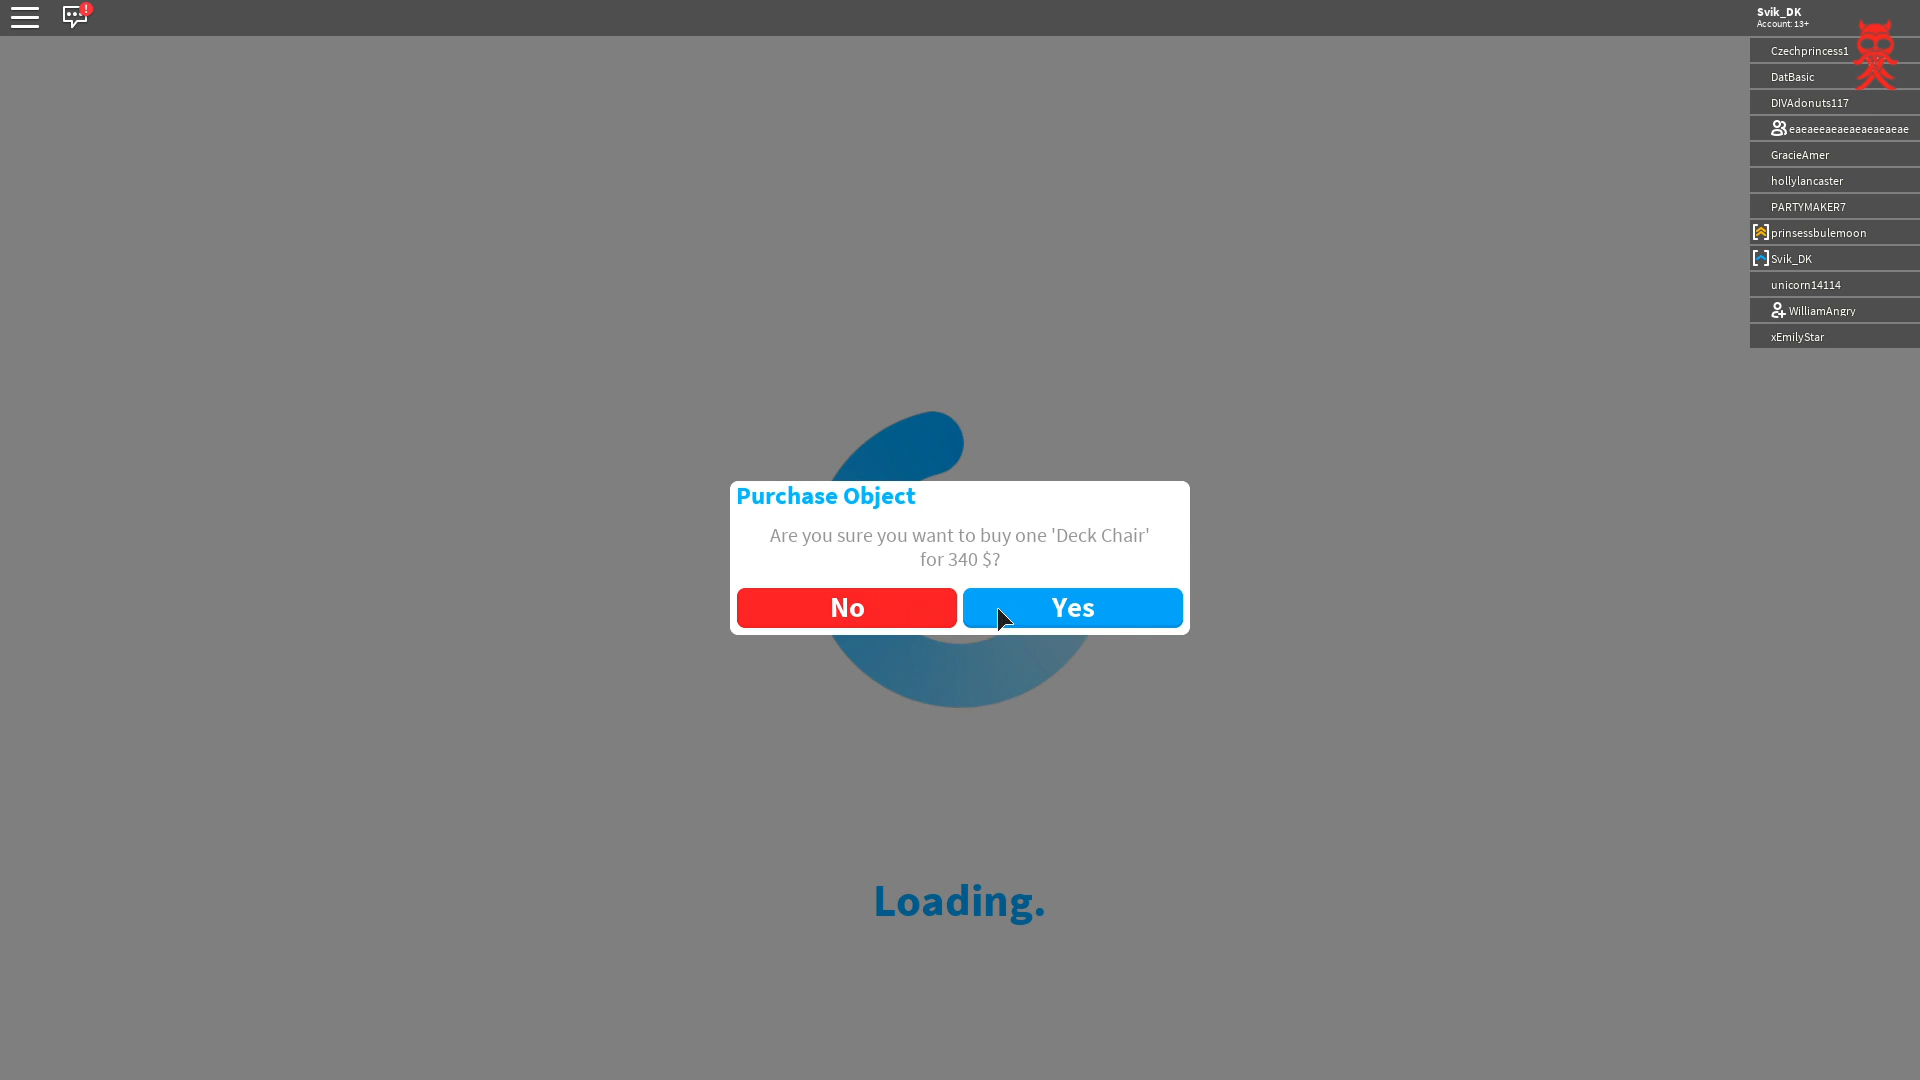 Svik_DK
Account: 13+
Czechprincess1
DatBasic
DIVAdonuts117
eaeaeeaeaeaeaeaeaeae
GracieAmer
hollylancaster
PARTYMAKER7
prinsessbulemoon
Svik_DK
unicorn14114
WilliamAngry
xEmilyStar
Purchase Object
Are you sure you want to buy one 'Deck Chair'
for 340 $?
No
Yes
Loading.